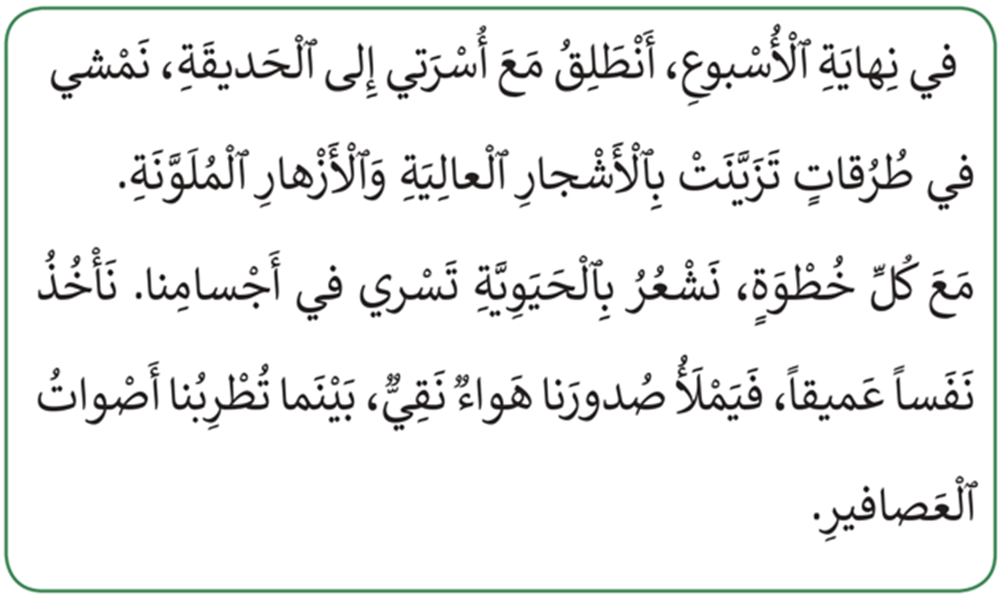 في نِهايَةِ ٱلْأُسْبوعِ، أَنْطَلِقُ مَعَ أُسْرَتي إِلى ٱلْحَديقَةِ، نَمْشي
في طُرُقاتٍ تَزَيَّنَتْ بِٱلْأَشْجارِ ٱلْعالِيَةِ وَٱلْأَزْهارِ ٱلْمُلَوَّنَةِ.
مَعَ كُلِّ خُطْوَةٍ، نَشْعُرُ بِٱلْحَيَوِيَّةِ تَسْري في أَجْسامِنا. نَأْخُذُ
نَفَساً عَميقاً، فَيَمْلَأُ صُدورَنا هَواءٌ نَقِيٌّ، بَيْنَما تُطْرِبُنا أَصْواتُ
ٱلْعَصافيرِ.